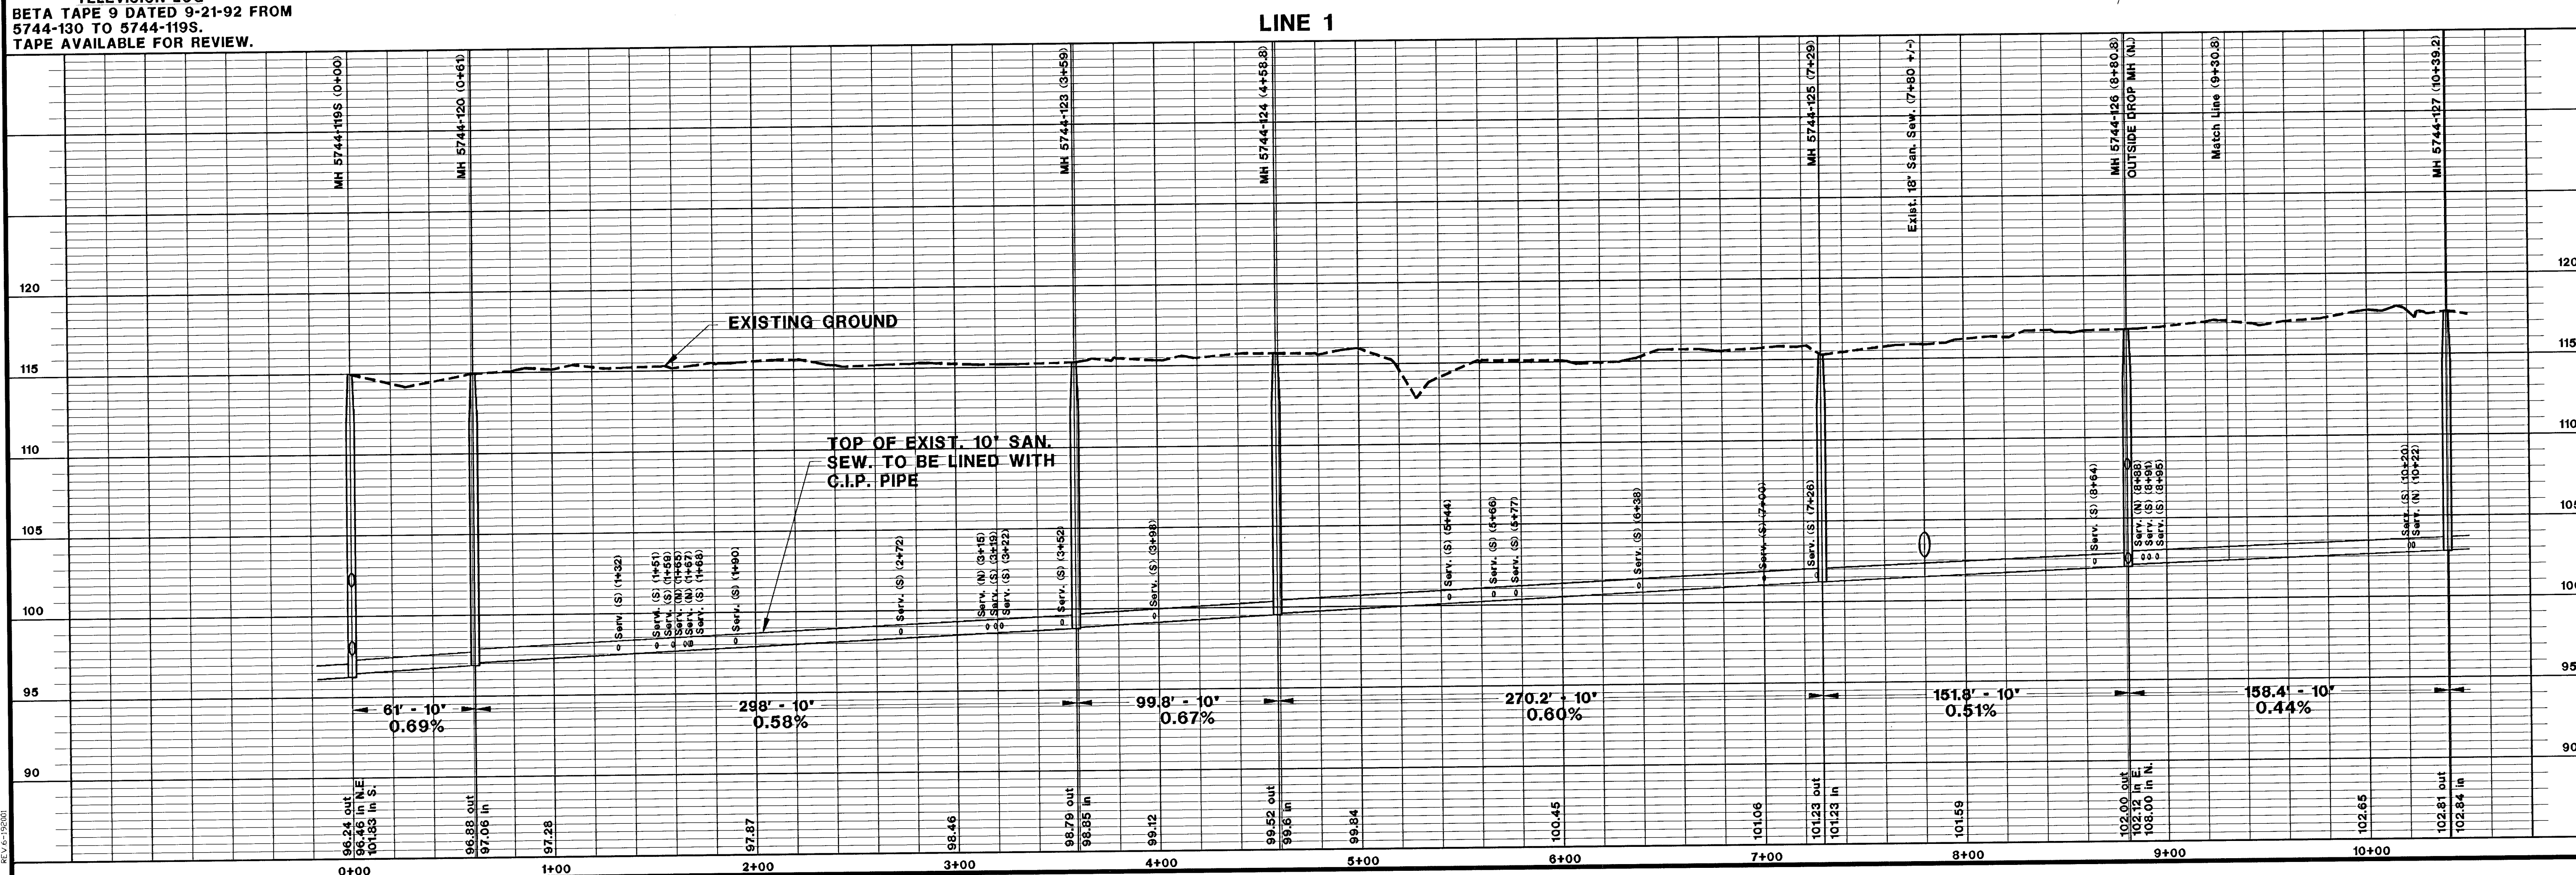 TELEVISION LOG
BETA TAPE 9 DATED 9-21-92 FROM
5744-130 TO 5744-119S.
TAPE AVAILABLE FOR REVIEW.
LINE 1
MH 5744-119S (0+00)
MH 5744-120 (0+61)
MH 5744-123 (3+59)
MH 5744-124 (4+58.8)
MH 5744-125 (7+29)
Exist. 18" San. Sew. (7+80 +/-)
MH 5744-126 (8+80.8)
OUTSIDE DROP MH (N.)
Match Line (9+30.8)
MH 5744-127 (10+39.2)
120
115
110
105
100
95
90
120
115
110
105
100
95
90
EXISTING GROUND
TOP OF EXIST. 10" SAN.
SEW. TO BE LINED WITH
C.I.P. PIPE
Serv. (S) (1+32)
Serv. (S) (1+51)
Serv. (S) (1+59)
Serv. (N) (1+65)
Serv. (N) (1+67)
Serv. (S) (1+68)
Serv. (S) (1+90)
Serv. (S) (2+72)
Serv. (N) (3+15)
Serv. (S) (3+19)
Serv. (S) (3+22)
Serv. (S) (3+52)
Serv. (S) (3+98)
Serv. (S) (5+44)
Serv. (S) (5+66)
Serv. (S) (5+77)
Serv. (S) (6+38)
Serv. (S) (7+00)
Serv. (S) (7+26)
Serv. (S) (8+64)
Serv. (N) (8+88)
Serv. (S) (8+91)
Serv. (S) (8+95)
Serv. (S) (10+20)
Serv. (N) (10+22)
61' - 10"
0.69%
298' - 10"
0.58%
99.8' - 10"
0.67%
270.2' - 10"
0.60%
151.8' - 10"
0.51%
158.4' - 10"
0.44%
96.24 out
96.46 in N.E.
101.83 in S.
96.88 out
97.06 in
97.28
97.87
98.46
98.79 out
98.85 in
99.12
99.52 out
99.6 in
99.84
100.45
101.06
101.23 out
101.23 in
101.59
102.00 out
102.12 in E.
108.00 in N.
102.65
102.81 out
102.84 in
0+00
1+00
2+00
3+00
4+00
5+00
6+00
7+00
8+00
9+00
10+00
REV.6-192001